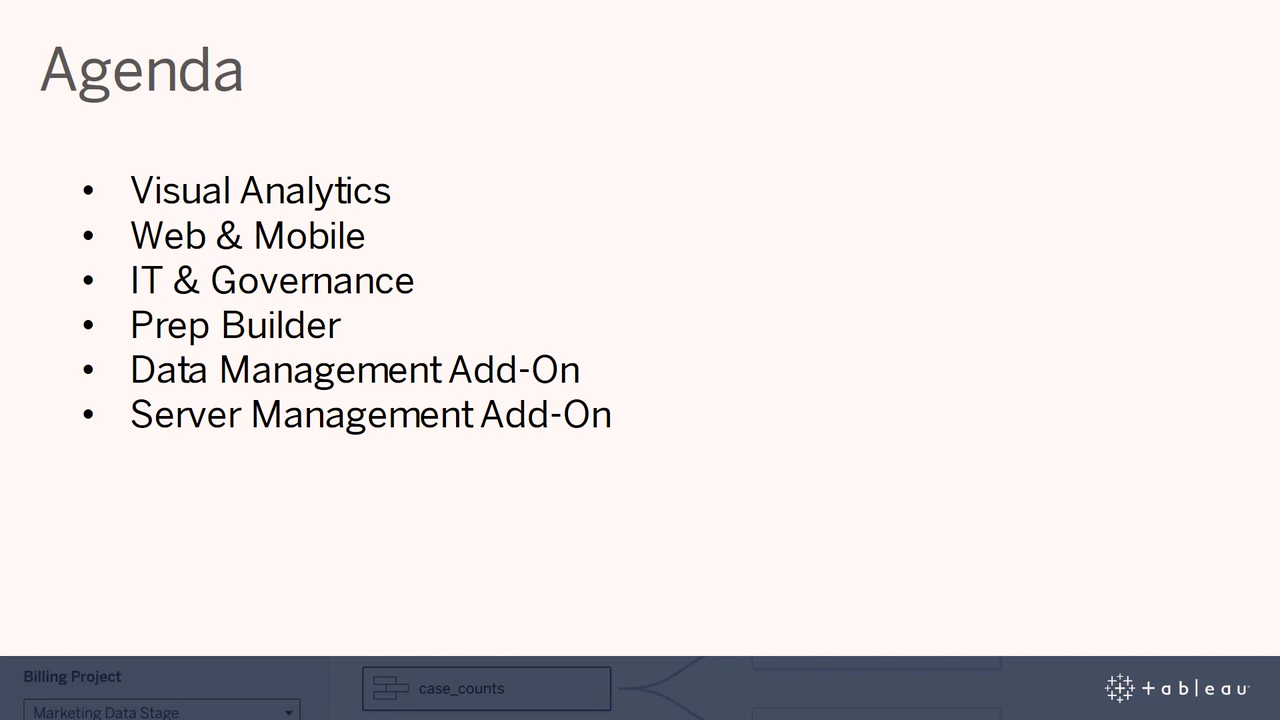 Agenda
• Visual Analytics
• Web & Mobile
• IT & Governance
• Prep Builder
• Data Management Add-On
• Server Management Add-On
Billing Project
case_counts
Marketing Data Stage
+ableau